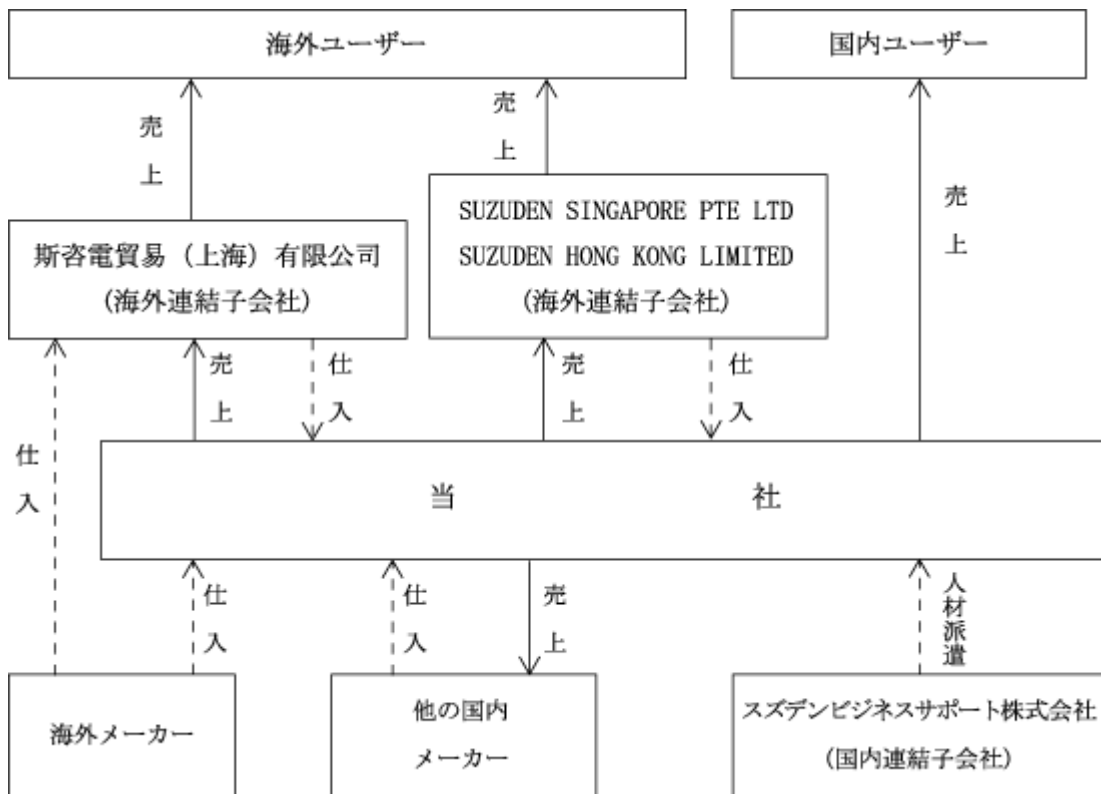 海外ユーザー
国内ユーザー
売上
売上
売上
斯咨電貿易（上海）有限公司
(海外連結子会社)
SUZUDEN SINGAPORE PTE LTD
SUZUDEN HONG KONG LIMITED
(海外連結子会社)
仕入
売上
仕入
売上
仕入
当社
仕入
仕入
売上
人材派遣
海外メーカー
他の国内
メーカー
スズデンビジネスサポート株式会社
(国内連結子会社)